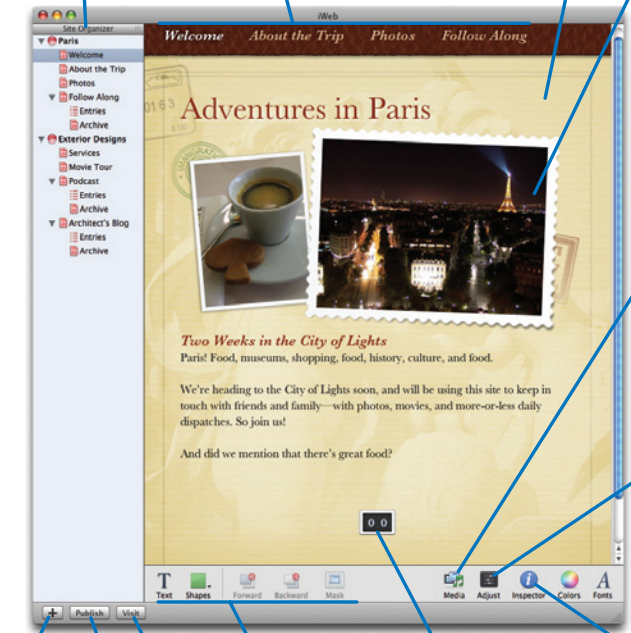 iWeb
Site Organizer
Paris
Welcome
About the Trip
Photos
Follow Along
Entries
Archive
Exterior Designs
Services
Movie Tour
Podcast
Entries
Archive
Architect's Blog
Entries
Archive
Welcome About the Trip Photos Follow Along
0163
Adventures in Paris
Two Weeks in the City of Lights
Paris! Food, museums, shopping, food, history, culture, and food.
We're heading to the City of Lights soon, and will be using this site to keep in
touch with friends and family—with photos, movies, and more-or-less daily
dispatches. So join us!
And did we mention that there's great food?
0 0
T A
Text Shapes Forward Backward Mask Media Adjust Inspector Colors Fonts
+ Publish Visit